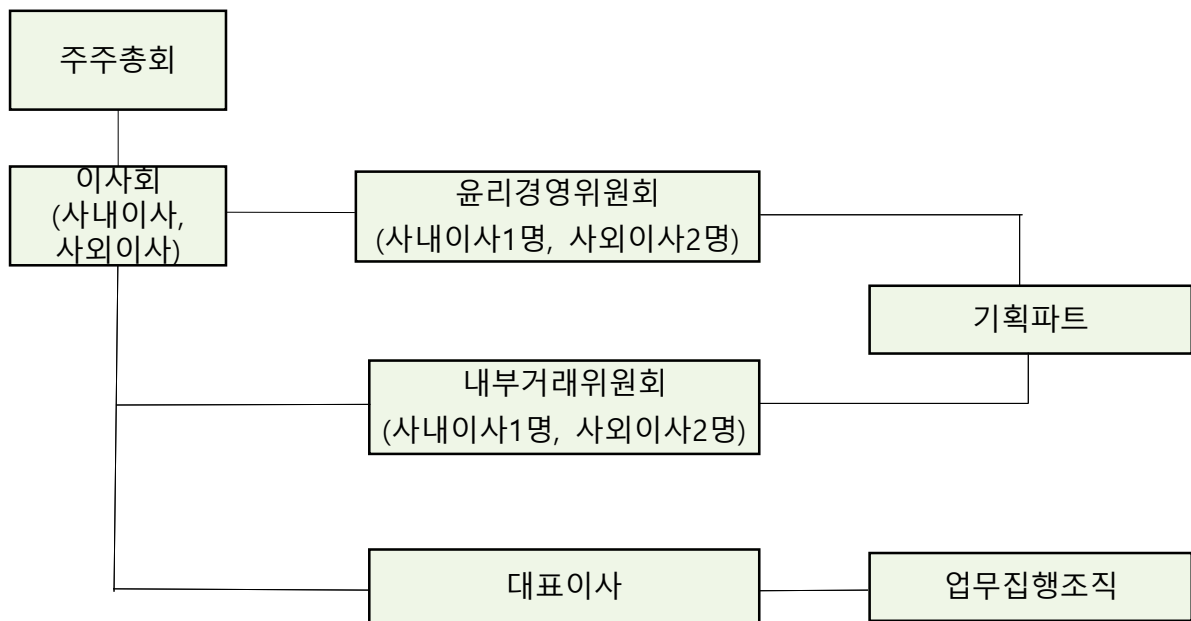 주주총회
이사회
(사내이사,
사외이사)
윤리경영위원회
(사내이사1명, 사외이사2명)
기획파트
내부거래위원회
(사내이사1명, 사외이사2명)
대표이사
업무집행조직